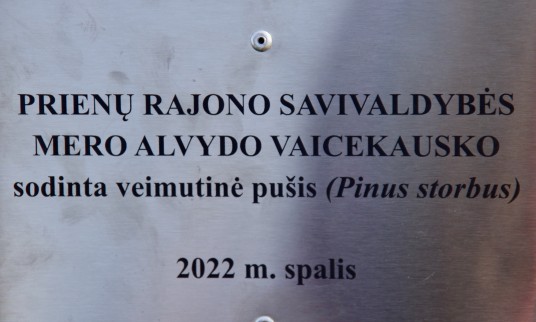 PRIENŲ RAJONO SAVIVALDYBĖS
MERO ALVYDO VAICEKAUSKO
sodinta veimutinė pušis (Pinus storbus)
2022 m. spalis